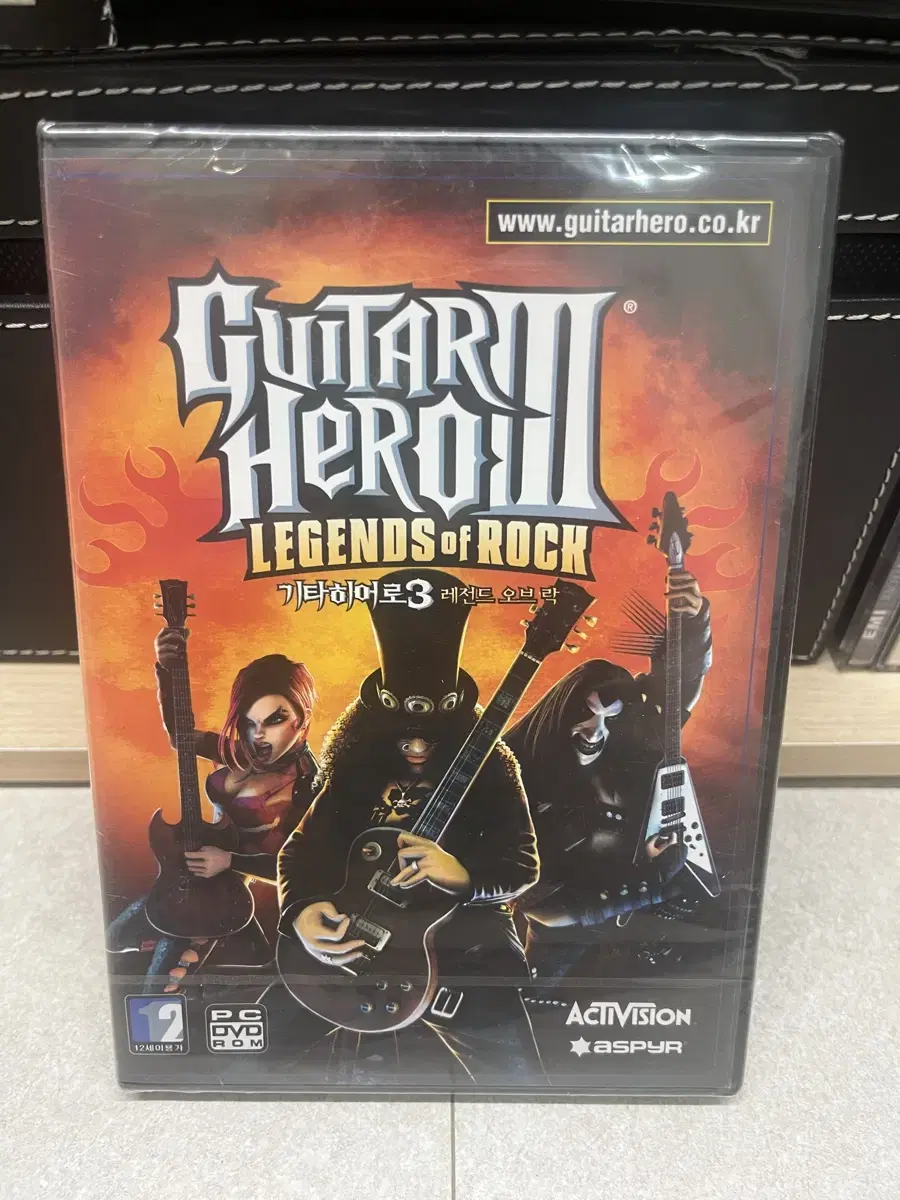 www.guitarhero.co.kr
GUITAR
HERO III ®
LEGENDS of ROCK
기타히어로3 레전드 오브 락
12
12세이용가
PC
DVD
ROM
ACTIVISION
ASPYR
EMI